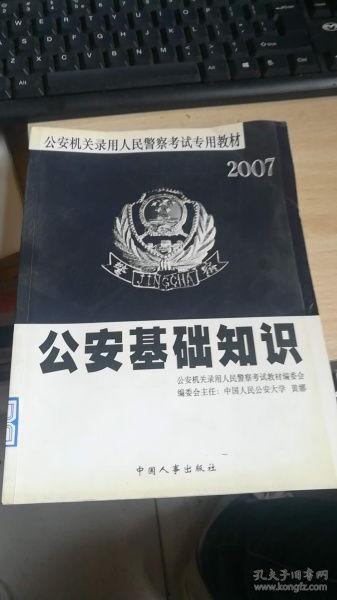 公安机关录用人民警察考试专用教材
2007
警 JINGCHA 察
公安基础知识
公安机关录用人民警察考试教材编委会
编委会主任：中国人民公安大学 黄娜
中国人事出版社
孔夫子旧书网
www.kongfz.com